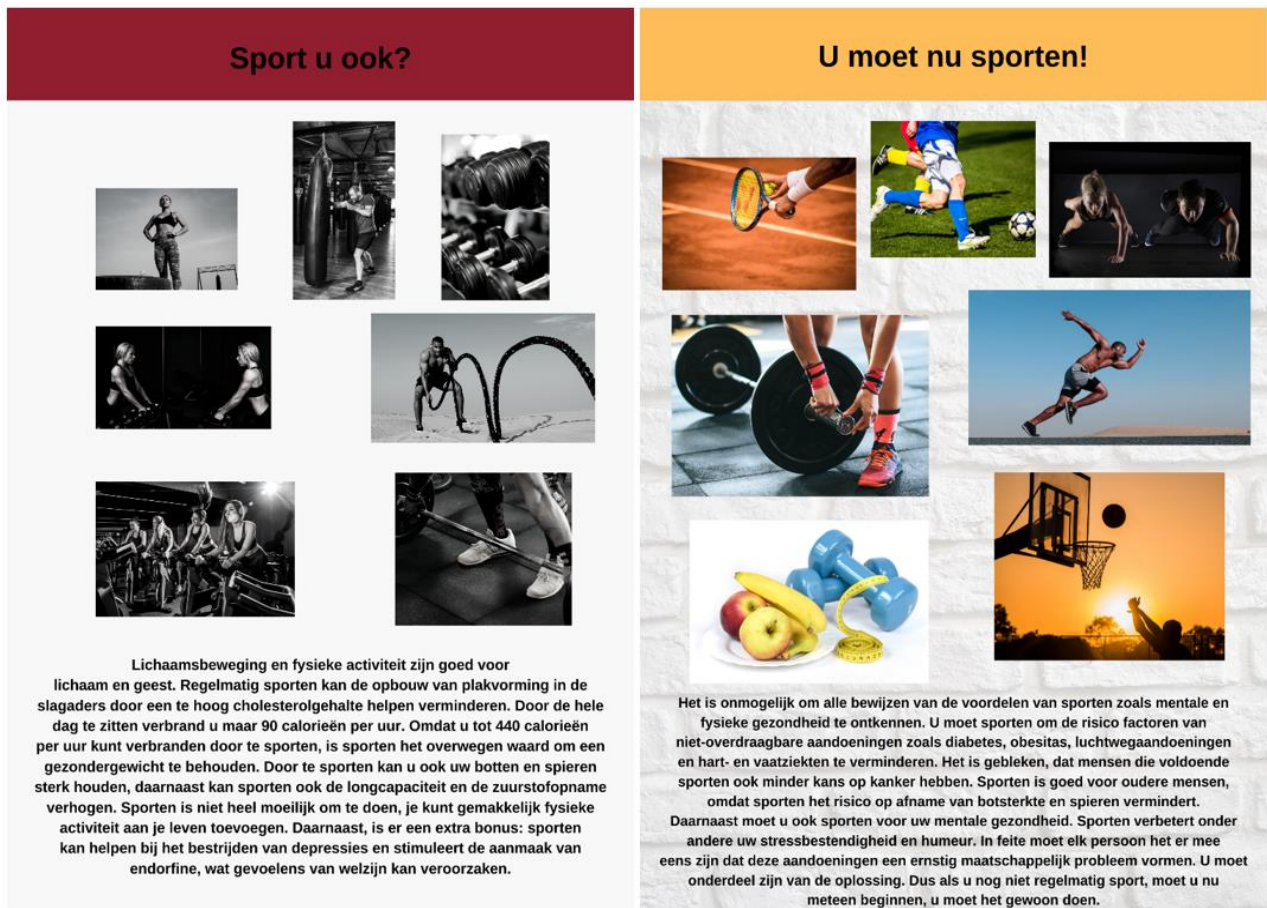 Sport u ook?
Lichaamsbeweging en fysieke activiteit zijn goed voor
lichaam en geest. Regelmatig sporten kan de opbouw van plakvorming in de
slagaders door een te hoog cholesterolgehalte helpen verminderen. Door de hele
dag te zitten verbrand u maar 90 calorieën per uur. Omdat u tot 440 calorieën
per uur kunt verbranden door te sporten, is sporten het overwegen waard om een
gezondergewicht te behouden. Door te sporten kan u ook uw botten en spieren
sterk houden, daarnaast kan sporten ook de longcapaciteit en de zuurstofopname
verhogen. Sporten is niet heel moeilijk om te doen, je kunt gemakkelijk fysieke
activiteit aan je leven toevoegen. Daarnaast, is er een extra bonus: sporten
kan helpen bij het bestrijden van depressies en stimuleert de aanmaak van
endorfine, wat gevoelens van welzijn kan veroorzaken.
U moet nu sporten!
Het is onmogelijk om alle bewijzen van de voordelen van sporten zoals mentale en
fysieke gezondheid te ontkennen. U moet sporten om de risico factoren van
niet-overdraagbare aandoeningen zoals diabetes, obesitas, luchtwegaandoeningen
en hart- en vaatziekten te verminderen. Het is gebleken, dat mensen die voldoende
sporten ook minder kans op kanker hebben. Sporten is goed voor oudere mensen,
omdat sporten het risico op afname van botsterkte en spieren vermindert.
Daarnaast moet u ook sporten voor uw mentale gezondheid. Sporten verbetert onder
andere uw stressbestendigheid en humeur. In feite moet elk persoon het er mee
eens zijn dat deze aandoeningen een ernstig maatschappelijk probleem vormen. U moet
onderdeel zijn van de oplossing. Dus als u nog niet regelmatig sport, moet u nu
meteen beginnen, u moet het gewoon doen.